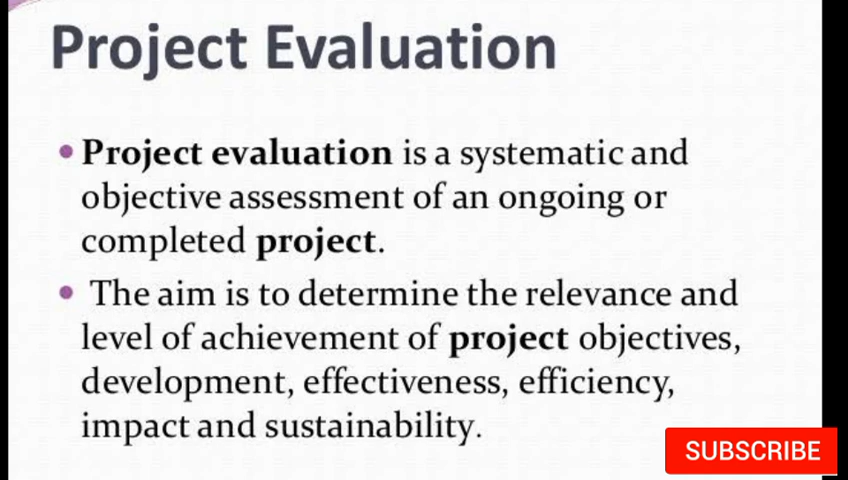 Project Evaluation
• Project evaluation is a systematic and
objective assessment of an ongoing or
completed project.
• The aim is to determine the relevance and
level of achievement of project objectives,
development, effectiveness, efficiency,
impact and sustainability.
SUBSCRIBE